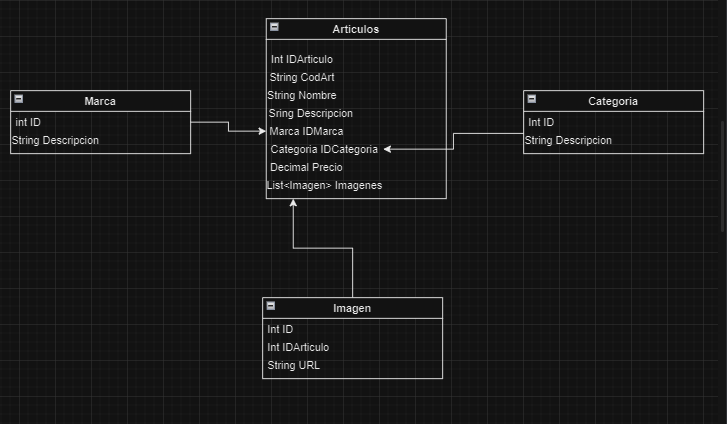 Articulos
Int IDArticulo
String CodArt
String Nombre
Sring Descripcion
Marca IDMarca
Categoria IDCategoria
Decimal Precio
List<Imagen> Imagenes
Marca
int ID
String Descripcion
Categoria
Int ID
String Descripcion
Imagen
Int ID
Int IDArticulo
String URL